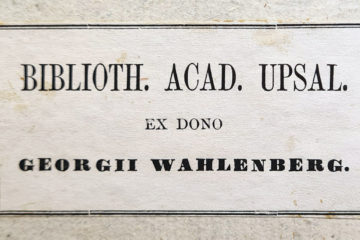 BIBLIOTH. ACAD. UPSAL.
EX DONO
GEORGII WAHLENBERG.